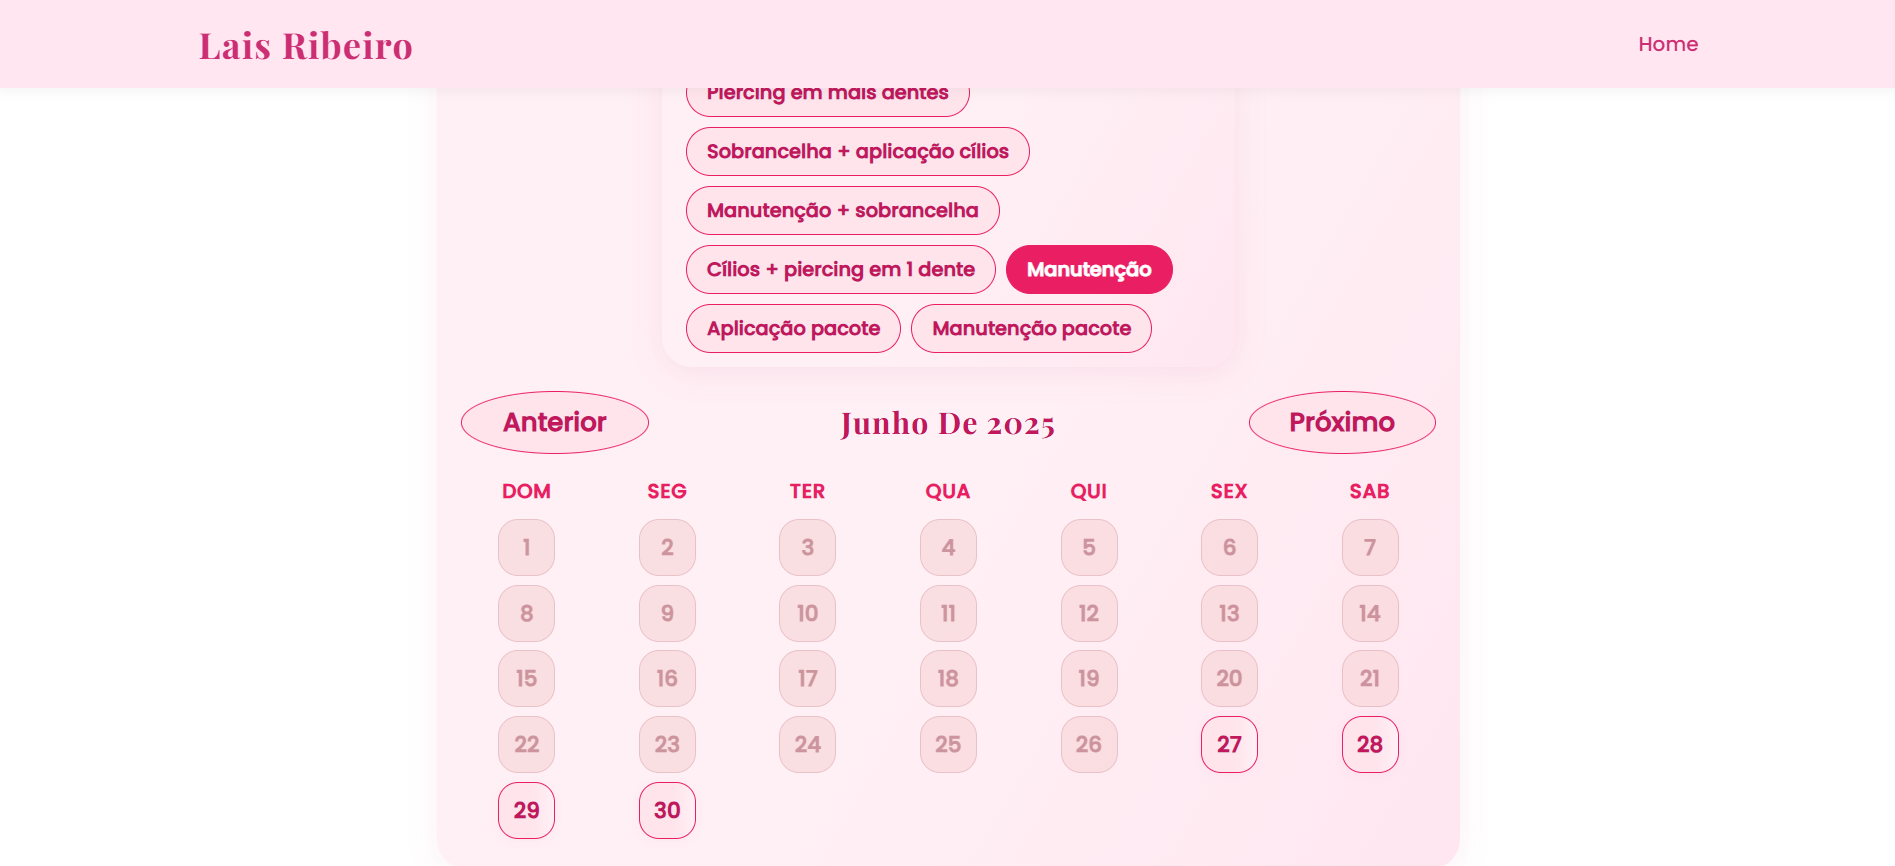 Lais Ribeiro
Home
Piercing em mais dentes
Sobrancelha + aplicação cílios
Manutenção + sobrancelha
Cílios + piercing em 1 dente Manutenção
Aplicação pacote Manutenção pacote
Anterior Junho De 2025 Próximo
DOM SEG TER QUA QUI SEX SAB
1 2 3 4 5 6 7
8 9 10 11 12 13 14
15 16 17 18 19 20 21
22 23 24 25 26 27 28
29 30